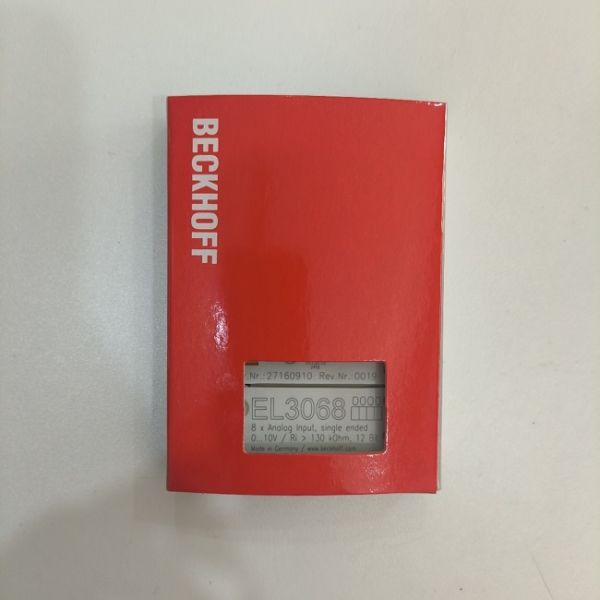 BECKHOFF
Nr.:27160910 Rev.Nr.:0019
EL3068 0000
8 x Analog Input, single ended
0...10V / Ri > 130 kOhm, 12 Bit
Made in Germany / www.beckhoff.com